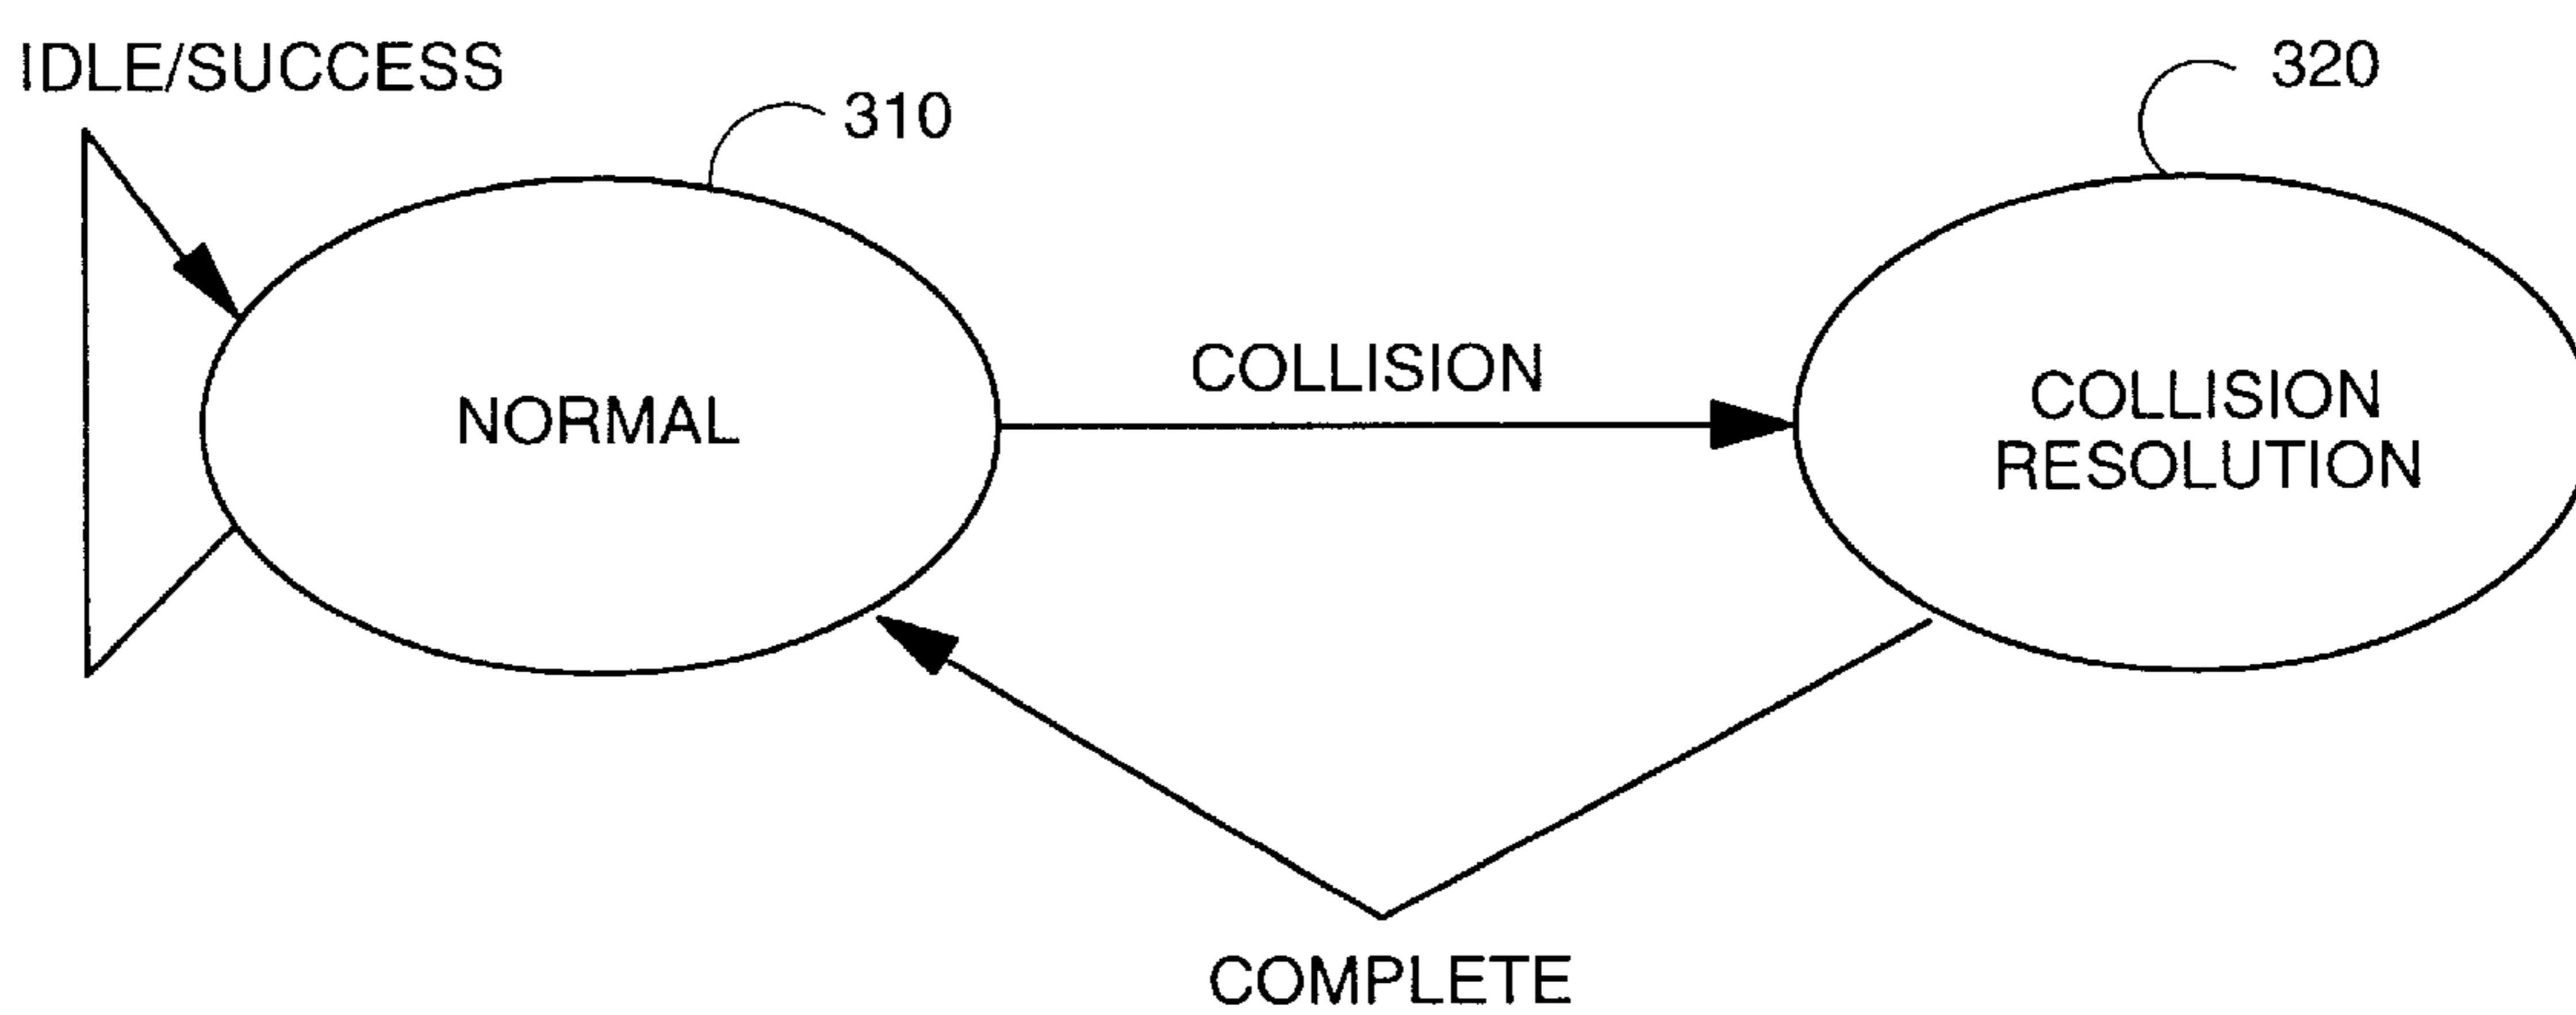 IDLE/SUCCESS
310
320
NORMAL
COLLISION
COLLISION
RESOLUTION
COMPLETE